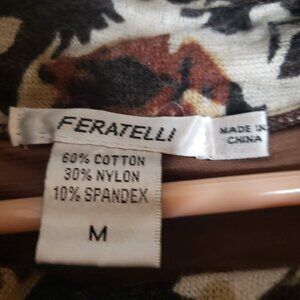 FERATELLI
MADE IN
CHINA
60% COTTON
30% NYLON
10% SPANDEX
M